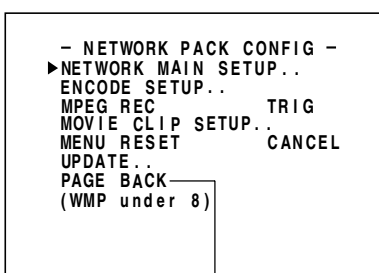 – NETWORK PACK CONFIG –
▶NETWORK MAIN SETUP..
ENCODE SETUP..
MPEG REC TRIG
MOVIE CLIP SETUP..
MENU RESET CANCEL
UPDATE..
PAGE BACK
(WMP under 8)